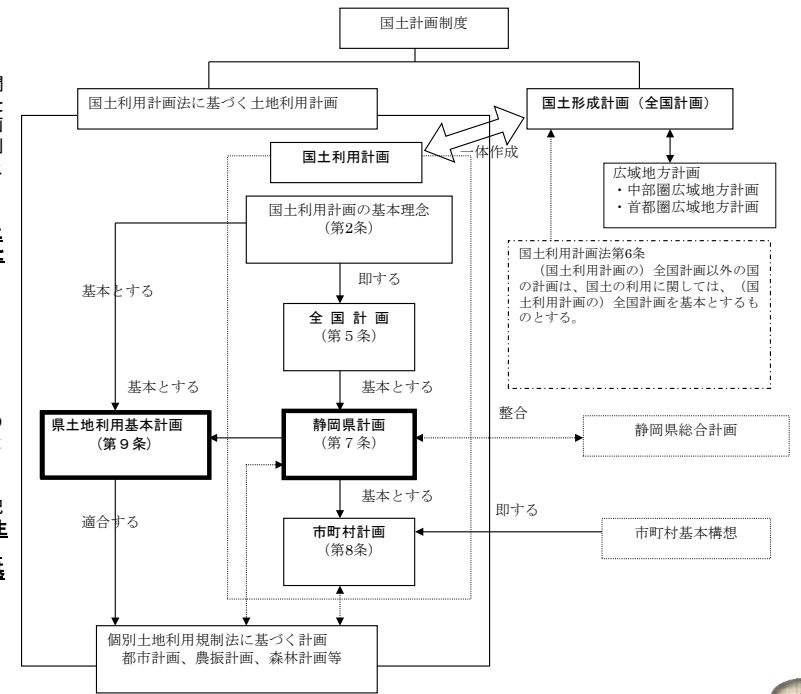 国土計画制度
国土利用計画法に基づく土地利用計画
国土形成計画（全国計画）
国土利用計画
一体作成
広域地方計画
・中部圏広域地方計画
・首都圏広域地方計画
国土利用計画の基本理念
（第2条）
国土利用計画法第6条
（国土利用計画の）全国計画以外の国
の計画は、国土の利用に関しては、（国
土利用計画の）全国計画を基本とするも
のとする。
基本とする
即する
全国計画
（第５条）
基本とする
基本とする
県土地利用基本計画
（第９条）
静岡県計画
（第７条）
整合
静岡県総合計画
基本とする
適合する
即する
市町村計画
（第8条）
市町村基本構想
個別土地利用規制法に基づく計画
都市計画、農振計画、森林計画等